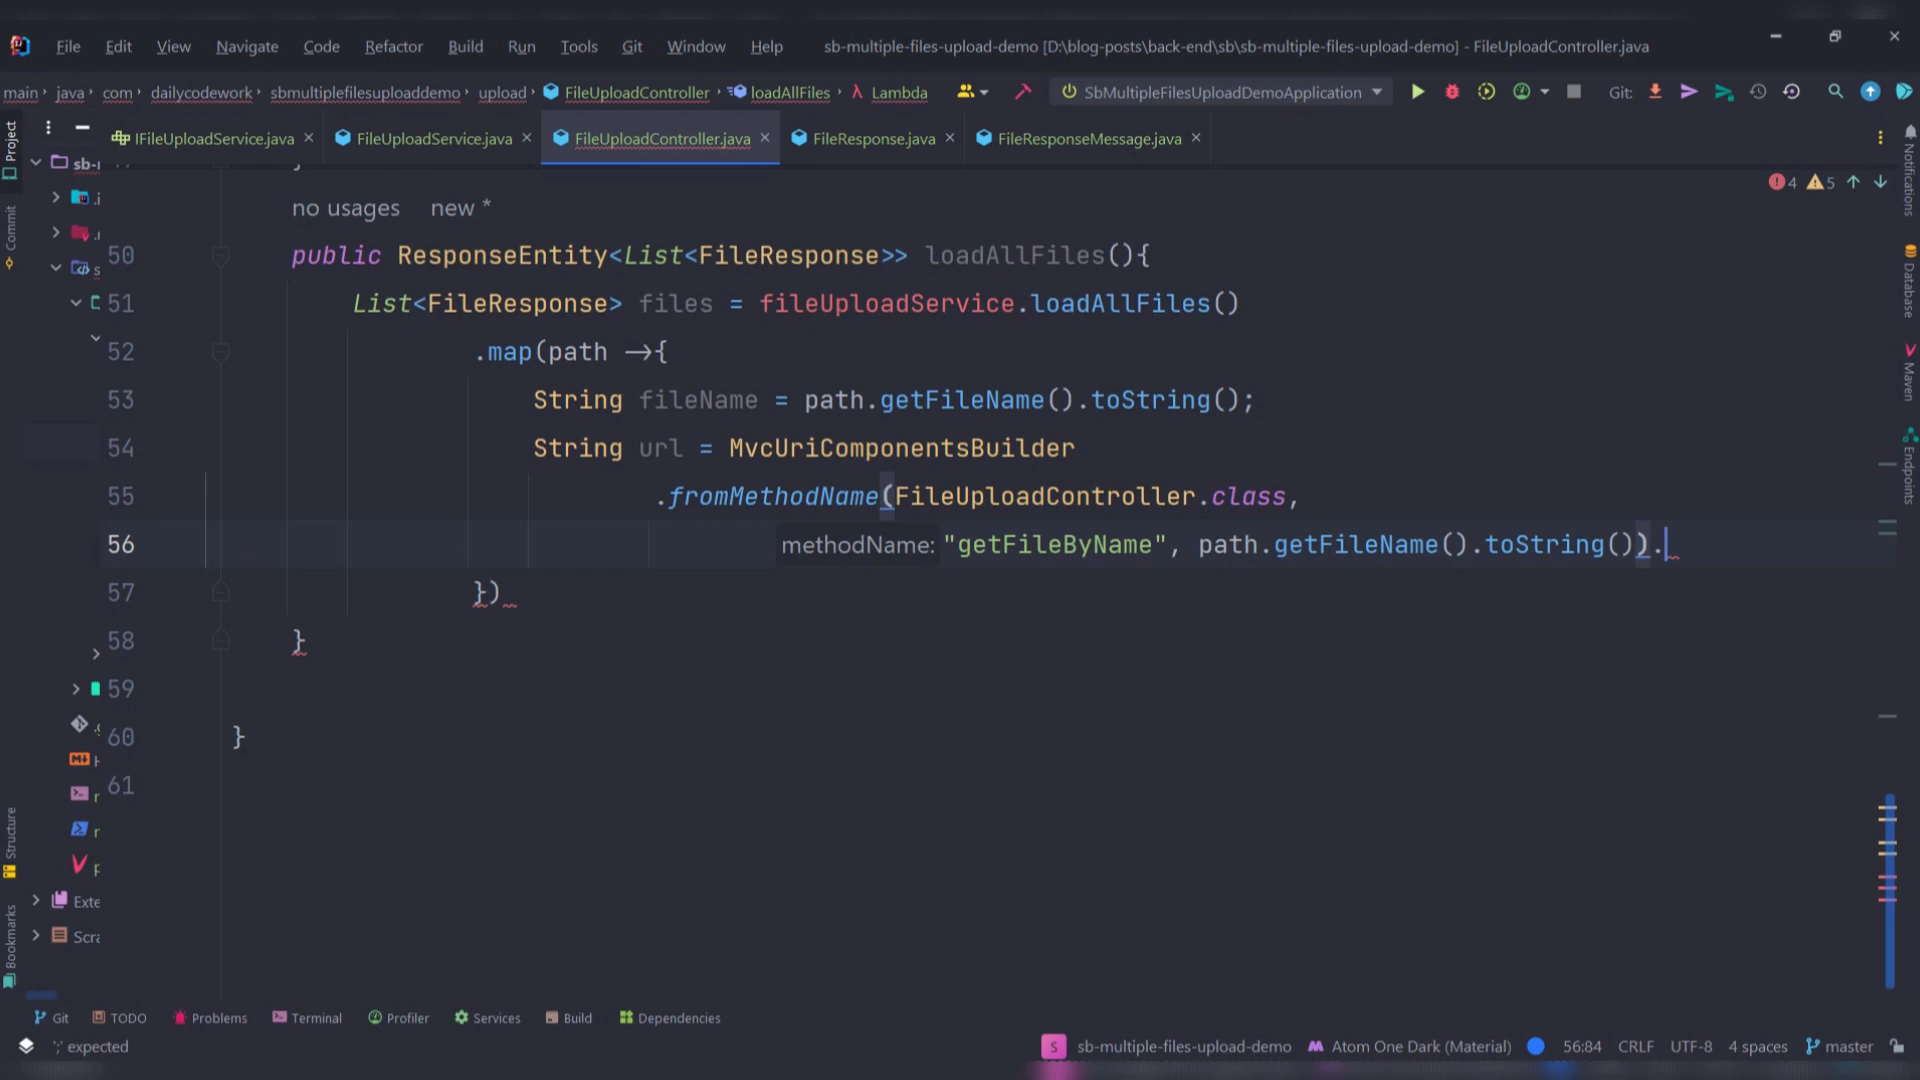 File Edit View Navigate Code Refactor Build Run Tools Git Window Help sb-multiple-files-upload-demo [D:\blog-posts\back-end\sb\sb-multiple-files-upload-demo] - FileUploadController.java
main java com dailycodework sbmultiplefilesuploaddemo upload FileUploadController loadAllFiles λ Lambda SbMultipleFilesUploadDemoApplication Git:
IFileUploadService.java FileUploadService.java FileUploadController.java FileResponse.java FileResponseMessage.java
Project
Commit
Structure
Bookmarks
Notifications
Database
Maven
Endpoints
4 5
no usages new *
50 public ResponseEntity<List<FileResponse>> loadAllFiles(){
51 List<FileResponse> files = fileUploadService.loadAllFiles()
52 .map(path →{
53 String fileName = path.getFileName().toString();
54 String url = MvcUriComponentsBuilder
55 .fromMethodName(FileUploadController.class,
56 methodName: "getFileByName", path.getFileName().toString()).
57 })
58 }
59
60 }
61
Git TODO Problems Terminal Profiler Services Build Dependencies
';' expected S sb-multiple-files-upload-demo Atom One Dark (Material) 56:84 CRLF UTF-8 4 spaces master